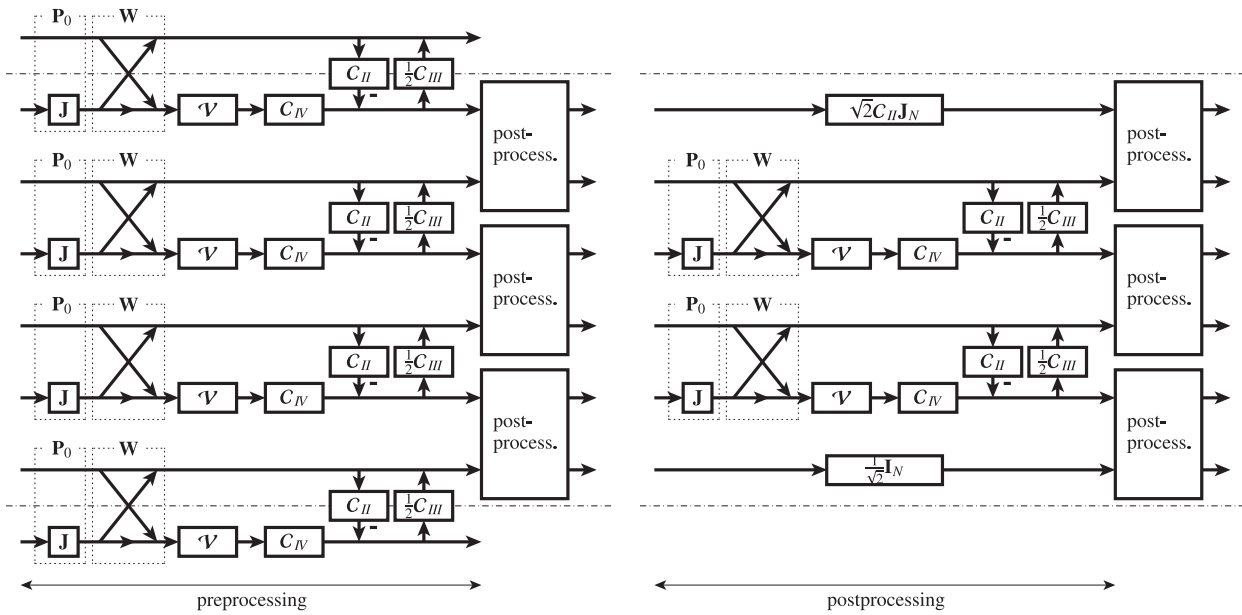 P₀ W P₀ W
C_II ½C_III
J 𝒱 C_IV - √2C_II J_N
post-
process.
post-
process.
P₀ W P₀ W
C_II ½C_III C_II ½C_III
J 𝒱 C_IV - J 𝒱 C_IV -
post-
process.
post-
process.
P₀ W P₀ W
C_II ½C_III C_II ½C_III
J 𝒱 C_IV - J 𝒱 C_IV -
post-
process.
post-
process.
P₀ W
1/√2 I_N
C_II ½C_III
J 𝒱 C_IV -
preprocessing postprocessing